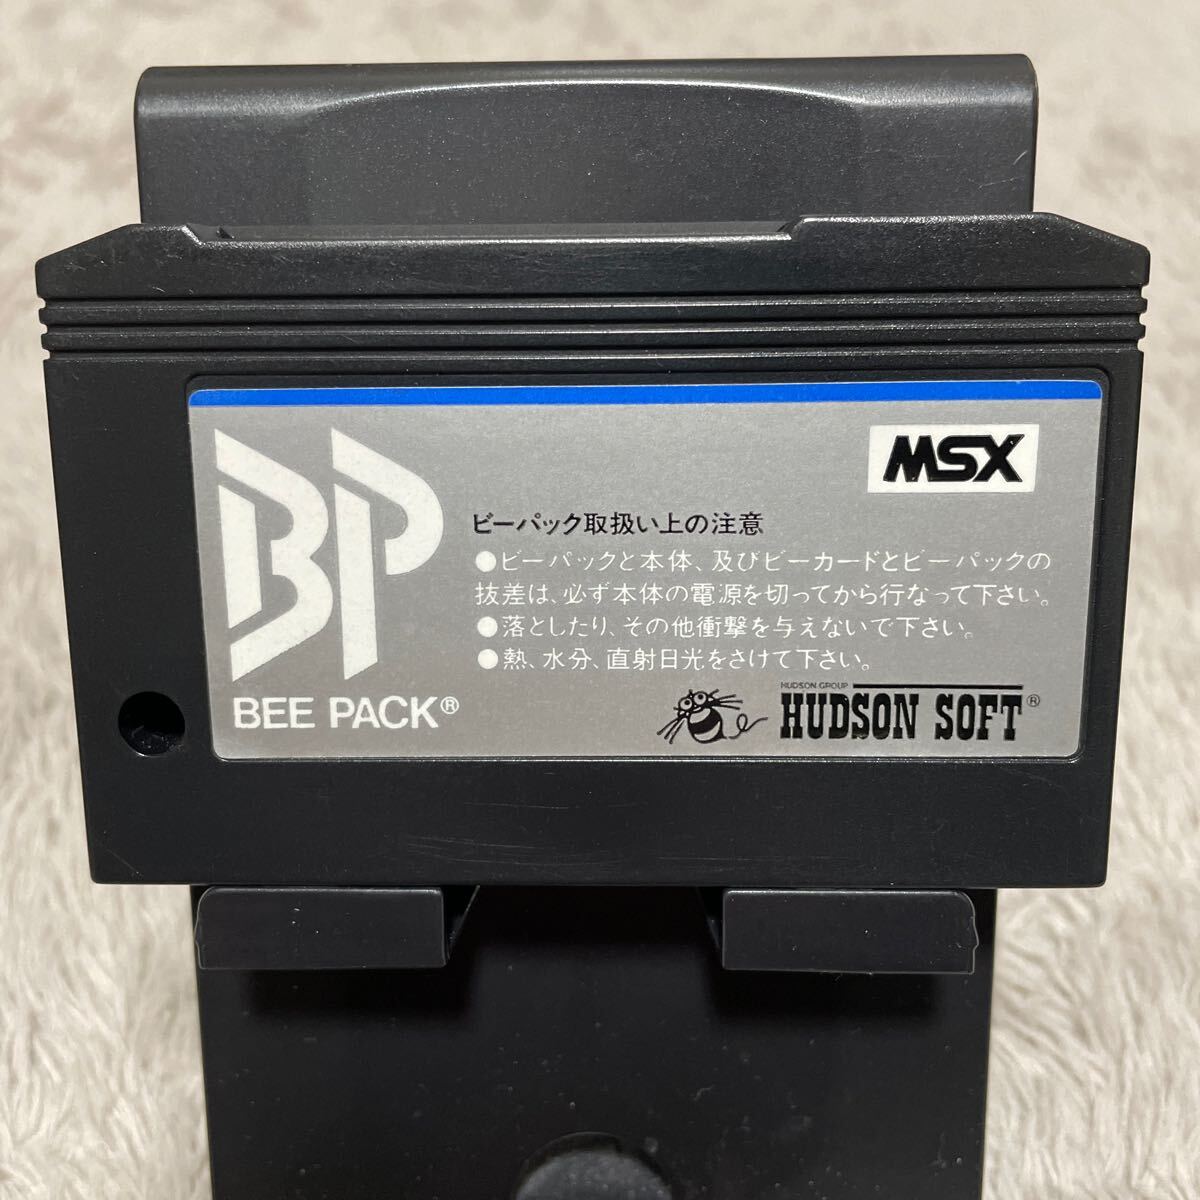 BP
BEE PACK®
MSX
ビーパック取扱い上の注意
●ビーパックと本体、及びビーカードとビーパックの
抜差は、必ず本体の電源を切ってから行なって下さい。
●落としたり、その他衝撃を与えないで下さい。
●熱、水分、直射日光をさけて下さい。
HUDSON GROUP
HUDSON SOFT®